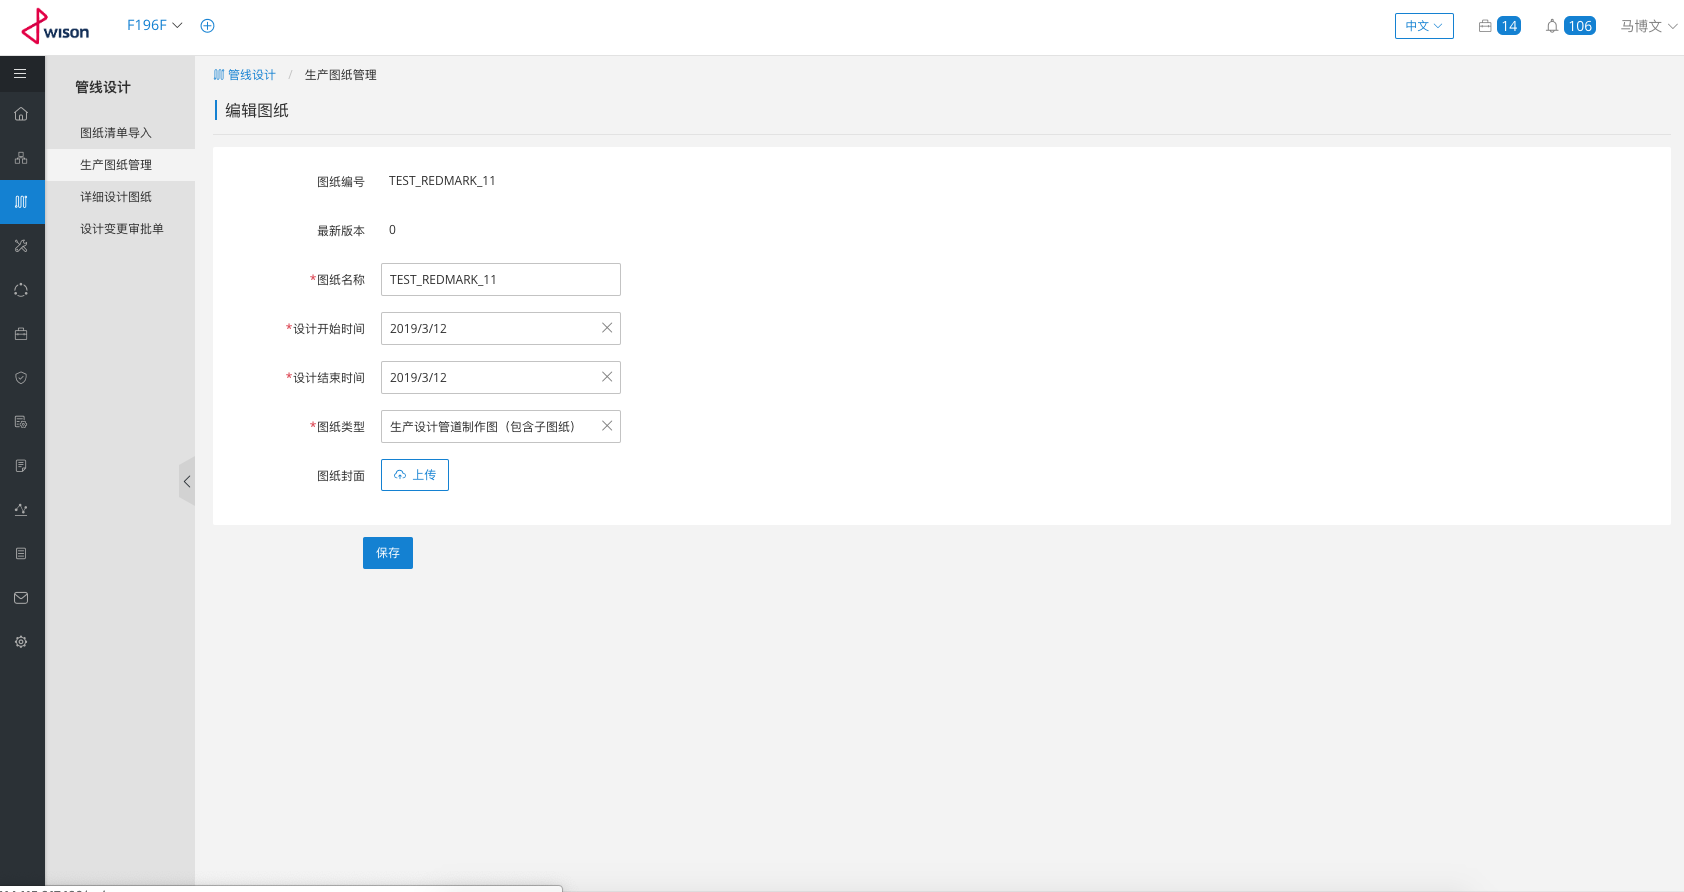 wison
F196F
中文
14
106
马博文
管线设计
图纸清单导入
生产图纸管理
详细设计图纸
设计变更审批单
管线设计 / 生产图纸管理
编辑图纸
图纸编号 TEST_REDMARK_11
最新版本 0
*图纸名称 TEST_REDMARK_11
*设计开始时间 2019/3/12
*设计结束时间 2019/3/12
*图纸类型 生产设计管道制作图（包含子图纸）
图纸封面 上传
保存